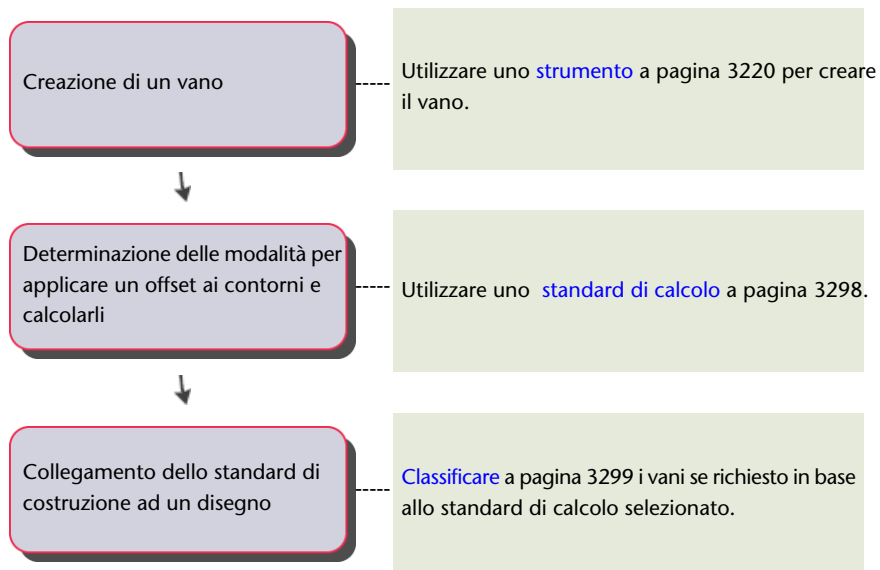 Creazione di un vano
Utilizzare uno strumento a pagina 3220 per creare
il vano.
Determinazione delle modalità per
applicare un offset ai contorni e
calcolarli
Utilizzare uno standard di calcolo a pagina 3298.
Collegamento dello standard di
costruzione ad un disegno
Classificare a pagina 3299 i vani se richiesto in base
allo standard di calcolo selezionato.